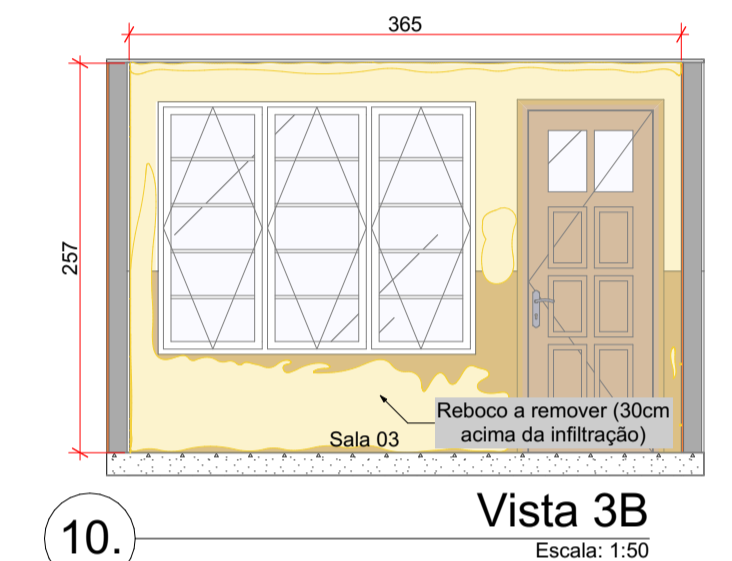 365
257
Reboco a remover (30cm
acima da infiltração)
Sala 03
Vista 3B
10.
Escala: 1:50